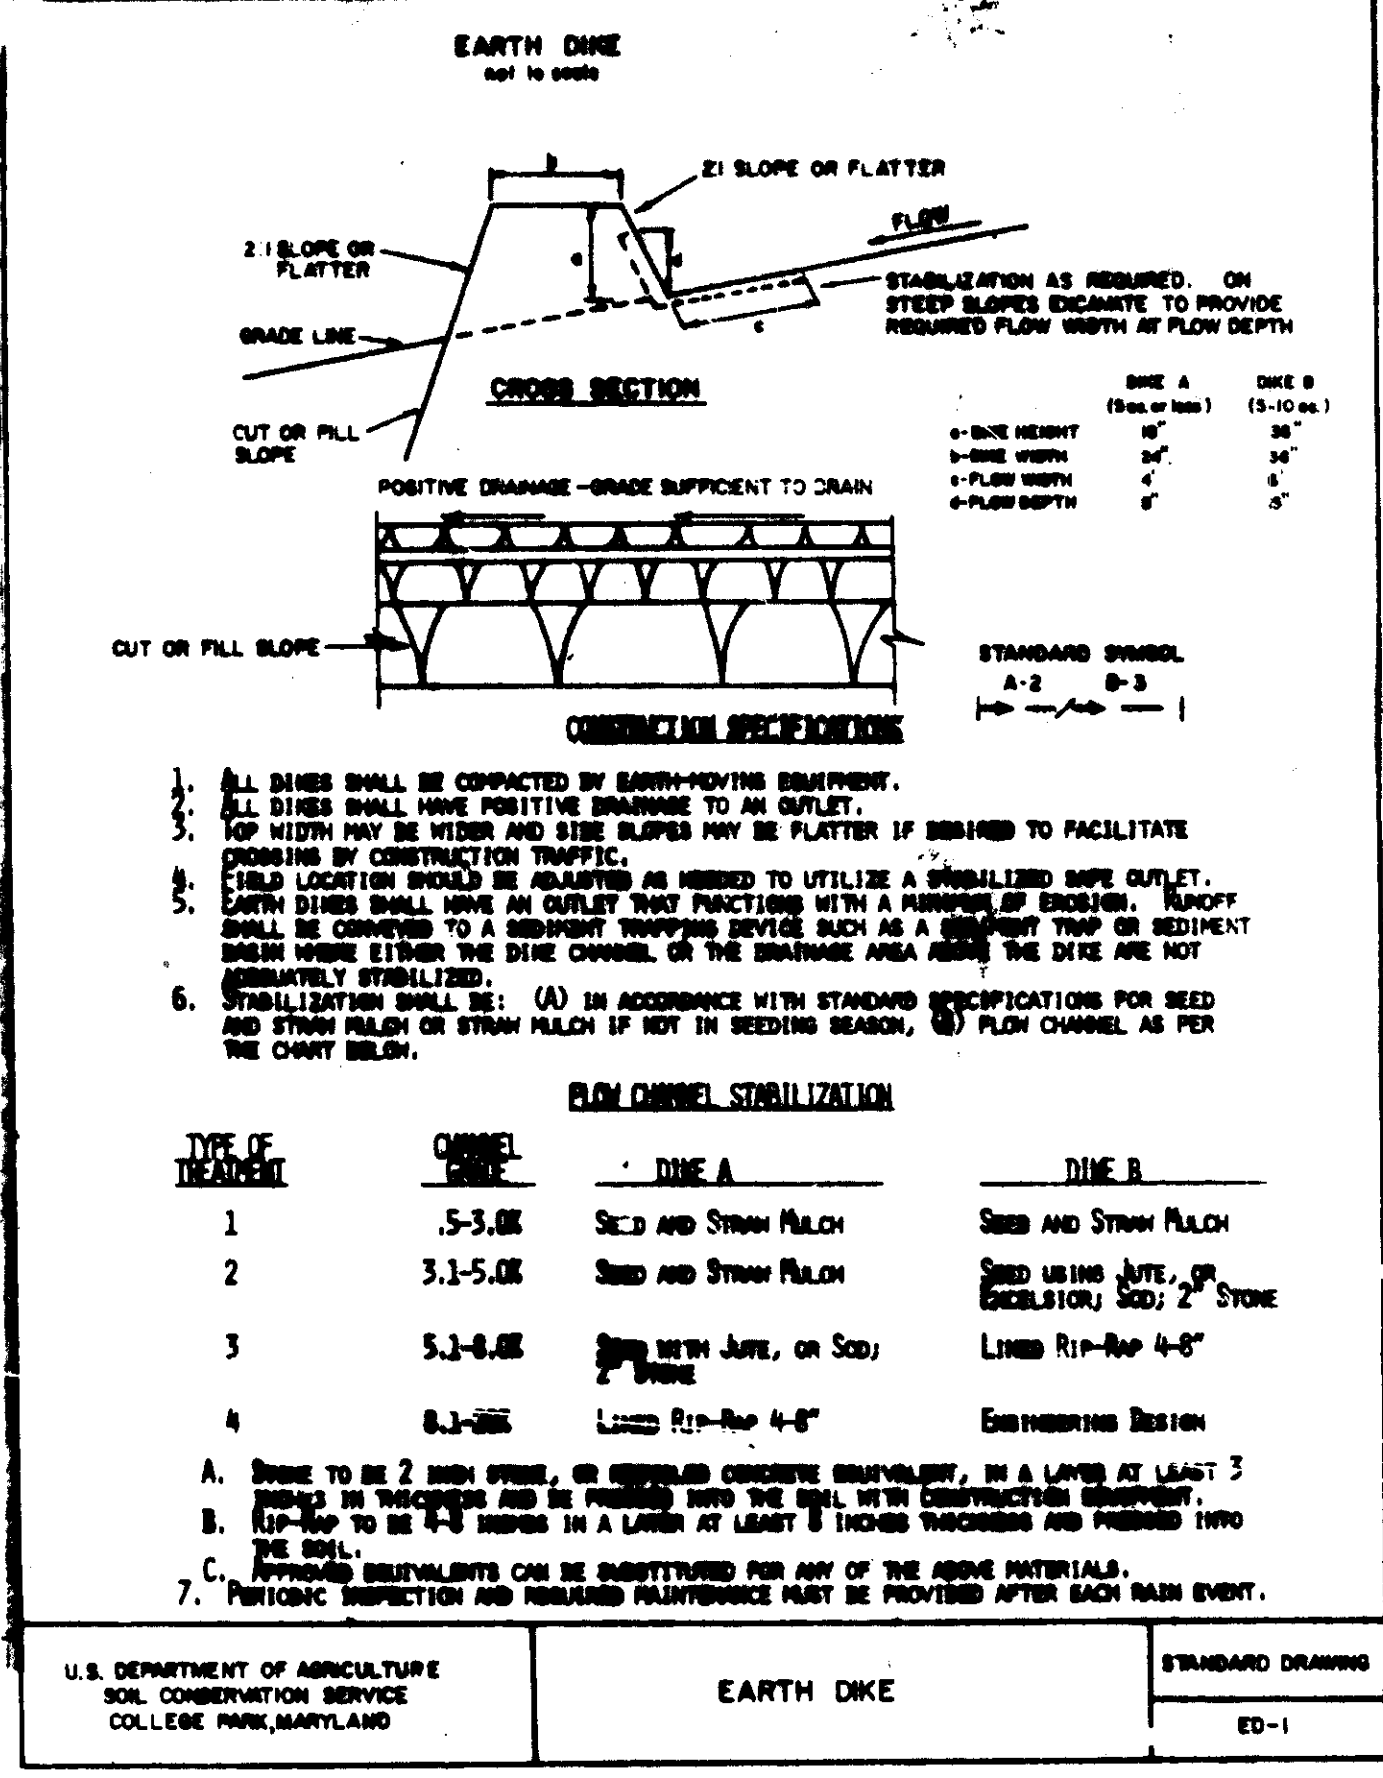 EARTH DIKE
not to scale
b
2:1 SLOPE OR FLATTER
FLOW
2:1 SLOPE OR
FLATTER
a
d
STABILIZATION AS REQUIRED. ON
STEEP SLOPES EXCAVATE TO PROVIDE
REQUIRED FLOW WIDTH AT FLOW DEPTH
c
GRADE LINE
CROSS SECTION
CUT OR FILL
SLOPE
DIKE A DIKE B
(5 ac. or less) (5-10 ac.)
a-DIKE HEIGHT 18" 36"
b-DIKE WIDTH 24" 36"
c-FLOW WIDTH 4'
d-FLOW DEPTH 8"
POSITIVE DRAINAGE-GRADE SUFFICIENT TO DRAIN
CUT OR FILL SLOPE
STANDARD SYMBOL
A-2 B-3
CONSTRUCTION SPECIFICATIONS
1. ALL DIKES SHALL BE COMPACTED BY EARTH-MOVING EQUIPMENT.
2. ALL DIKES SHALL HAVE POSITIVE DRAINAGE TO AN OUTLET.
3. TOP WIDTH MAY BE WIDER AND SIDE SLOPES MAY BE FLATTER IF DESIRED TO FACILITATE
CROSSING BY CONSTRUCTION TRAFFIC.
4. FIELD LOCATION SHOULD BE ADJUSTED AS NEEDED TO UTILIZE A STABILIZED SAFE OUTLET.
5. EARTH DIKES SHALL HAVE AN OUTLET THAT FUNCTIONS WITH A MINIMUM OF EROSION. RUNOFF
SHALL BE CONVEYED TO A SEDIMENT TRAPPING DEVICE SUCH AS A SEDIMENT TRAP OR SEDIMENT
BASIN WHERE EITHER THE DIKE CHANNEL OR THE DRAINAGE AREA ABOVE THE DIKE ARE NOT
ADEQUATELY STABILIZED.
6. STABILIZATION SHALL BE: (A) IN ACCORDANCE WITH STANDARD SPECIFICATIONS FOR SEED
AND STRAW MULCH OR STRAW MULCH IF NOT IN SEEDING SEASON, (B) FLOW CHANNEL AS PER
THE CHART BELOW.
FLOW CHANNEL STABILIZATION
TYPE OF CHANNEL
TREATMENT GRADE DIKE A DIKE B
1 .5-3.0% SEED AND STRAW MULCH SEED AND STRAW MULCH
2 3.1-5.0% SEED AND STRAW MULCH SEED USING JUTE, OR
EXCELSIOR; SOD; 2" STONE
3 5.1-8.0% SEED WITH JUTE, OR SOD; LINED RIP-RAP 4-8"
2" STONE
4 8.1- LINED RIP-RAP 4-8" ENGINEERING DESIGN
A. STONE TO BE 2 INCH STONE, OR RECYCLED CONCRETE EQUIVALENT, IN A LAYER AT LEAST 3
INCHES IN THICKNESS AND BE PRESSED INTO THE SOIL WITH CONSTRUCTION EQUIPMENT.
B. RIP-RAP TO BE 4-8 INCHES IN A LAYER AT LEAST 8 INCHES THICKNESS AND PRESSED INTO
THE SOIL.
C. APPROVED EQUIVALENTS CAN BE SUBSTITUTED FOR ANY OF THE ABOVE MATERIALS.
7. PERIODIC INSPECTION AND REQUIRED MAINTENANCE MUST BE PROVIDED AFTER EACH RAIN EVENT.
U.S. DEPARTMENT OF AGRICULTURE
SOIL CONSERVATION SERVICE
COLLEGE PARK, MARYLAND
EARTH DIKE
STANDARD DRAWING
ED-1